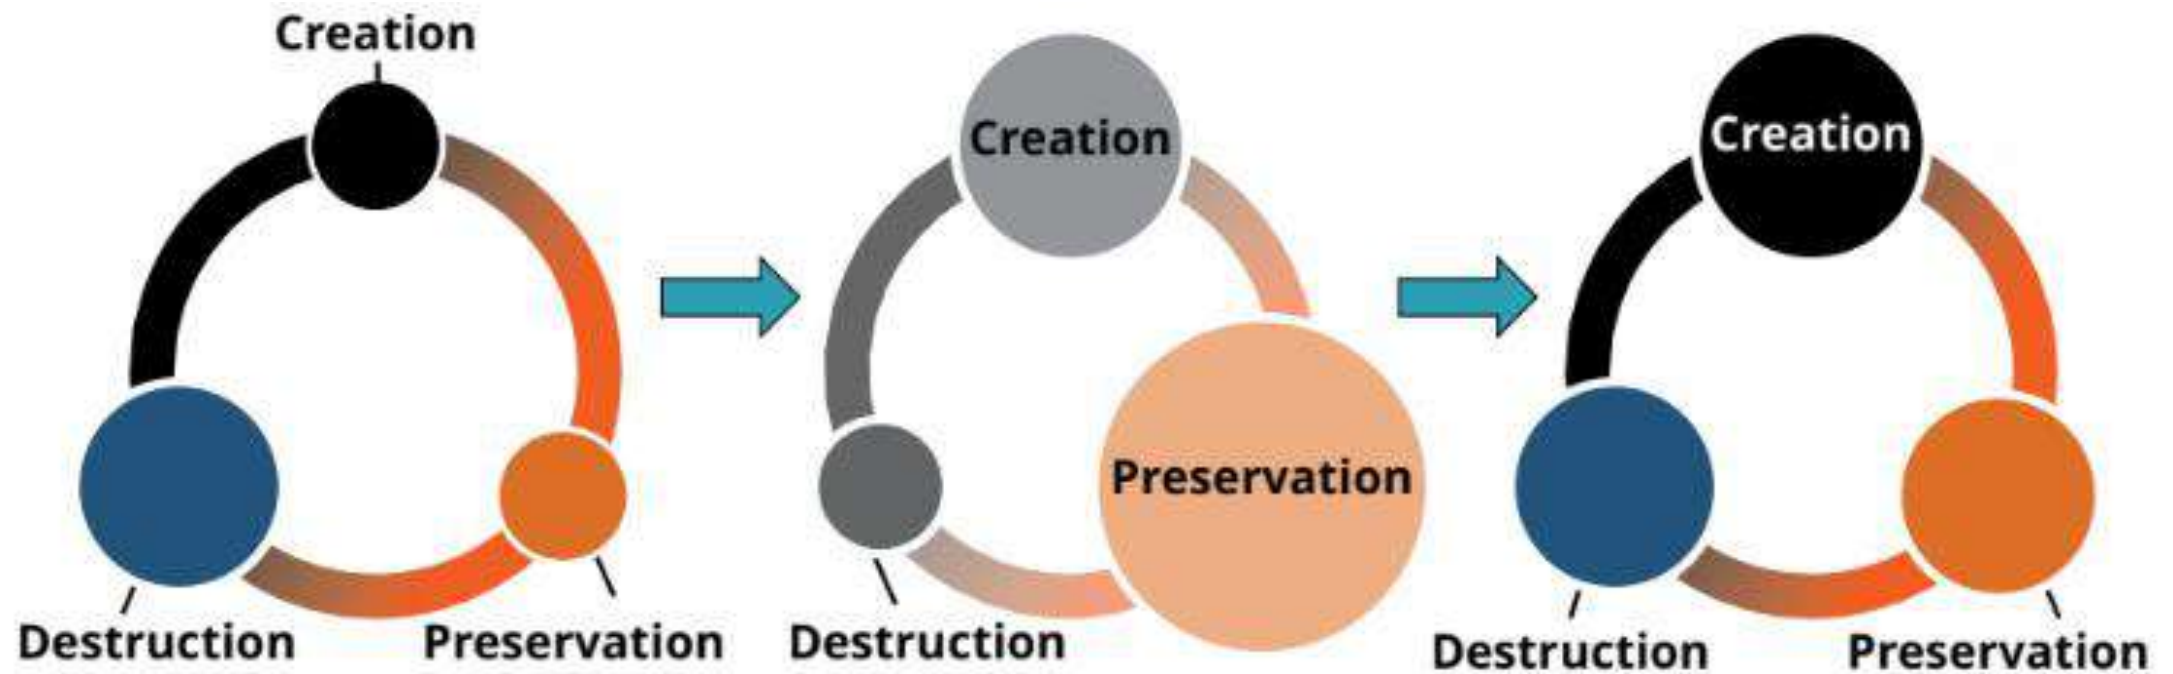 Creation
Destruction
Preservation
Creation
Preservation
Destruction
Creation
Destruction
Preservation